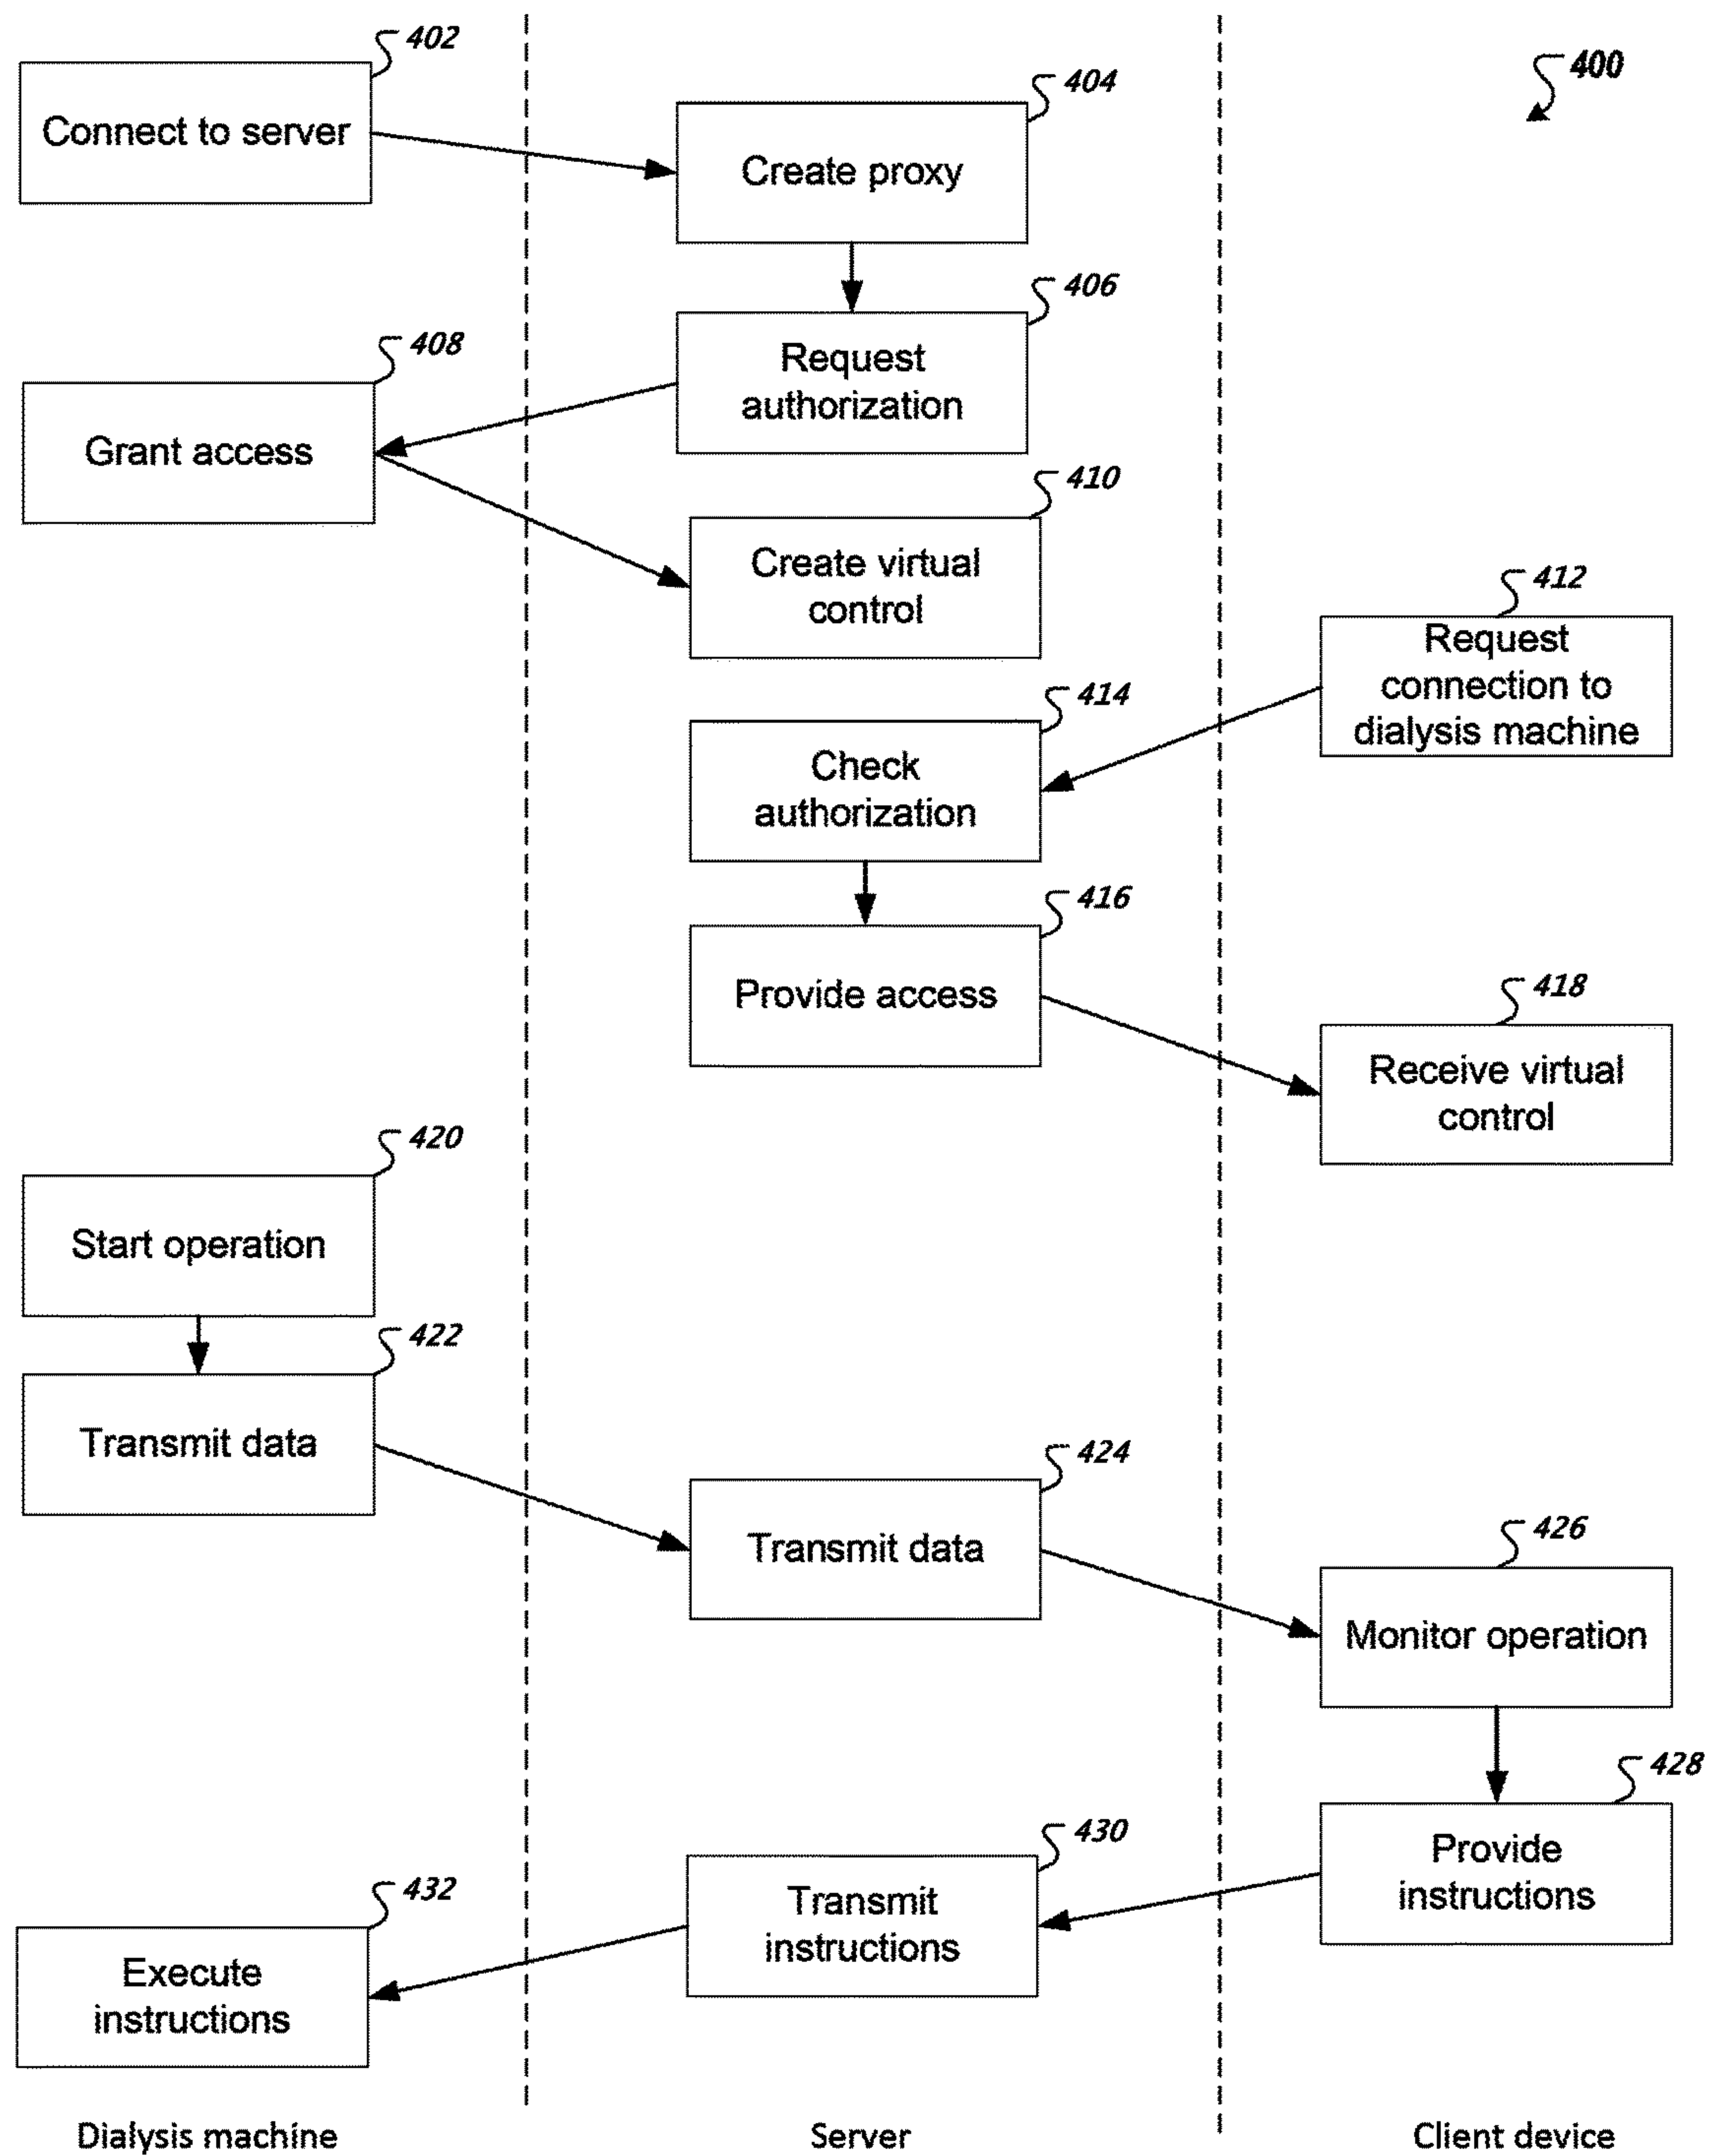 402
Connect to server
400
404
Create proxy
406
Request
authorization
408
Grant access
410
Create virtual
control
412
Request
connection to
dialysis machine
414
Check
authorization
416
Provide access
418
Receive virtual
control
420
Start operation
422
Transmit data
424
Transmit data
426
Monitor operation
428
Provide
instructions
430
Transmit
instructions
432
Execute
instructions
Dialysis machine
Server
Client device